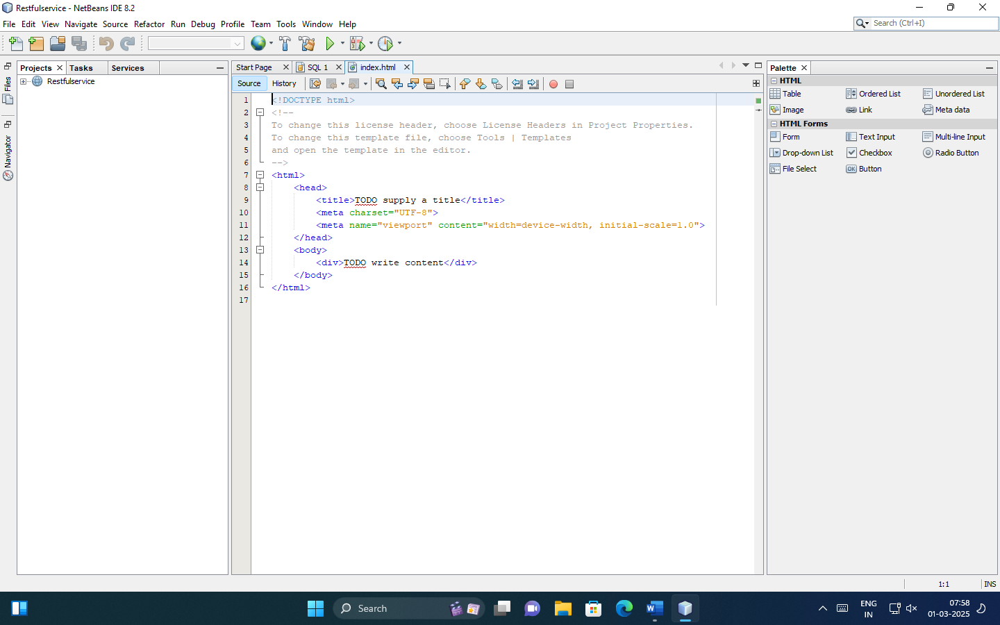 Restfulservice - NetBeans IDE 8.2
File Edit View Navigate Source Refactor Run Debug Profile Team Tools Window Help
Search (Ctrl+I)
Files
Navigator
Projects Tasks Services
Restfulservice
Start Page SQL 1 index.html
Source History
1 <!DOCTYPE html>
2 <!--
3 To change this license header, choose License Headers in Project Properties.
4 To change this template file, choose Tools | Templates
5 and open the template in the editor.
6 -->
7 <html>
8 <head>
9 <title>TODO supply a title</title>
10 <meta charset="UTF-8">
11 <meta name="viewport" content="width=device-width, initial-scale=1.0">
12 </head>
13 <body>
14 <div>TODO write content</div>
15 </body>
16 </html>
17
Palette
HTML
Table Ordered List Unordered List
Image Link Meta data
HTML Forms
Form Text Input Multi-line Input
Drop-down List Checkbox Radio Button
File Select OK Button
1:1 INS
Search
W
ENG
IN
07:58
01-03-2025